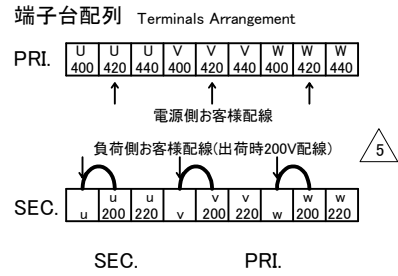 端子台配列 Terminals Arrangement
PRI. U 400 U 420 U 440 V 400 V 420 V 440 W 400 W 420 W 440
電源側お客様配線
負荷側お客様配線(出荷時200V配線) 5
SEC. u u 200 u 220 v v 200 v 220 w w 200 w 220
SEC. PRI.